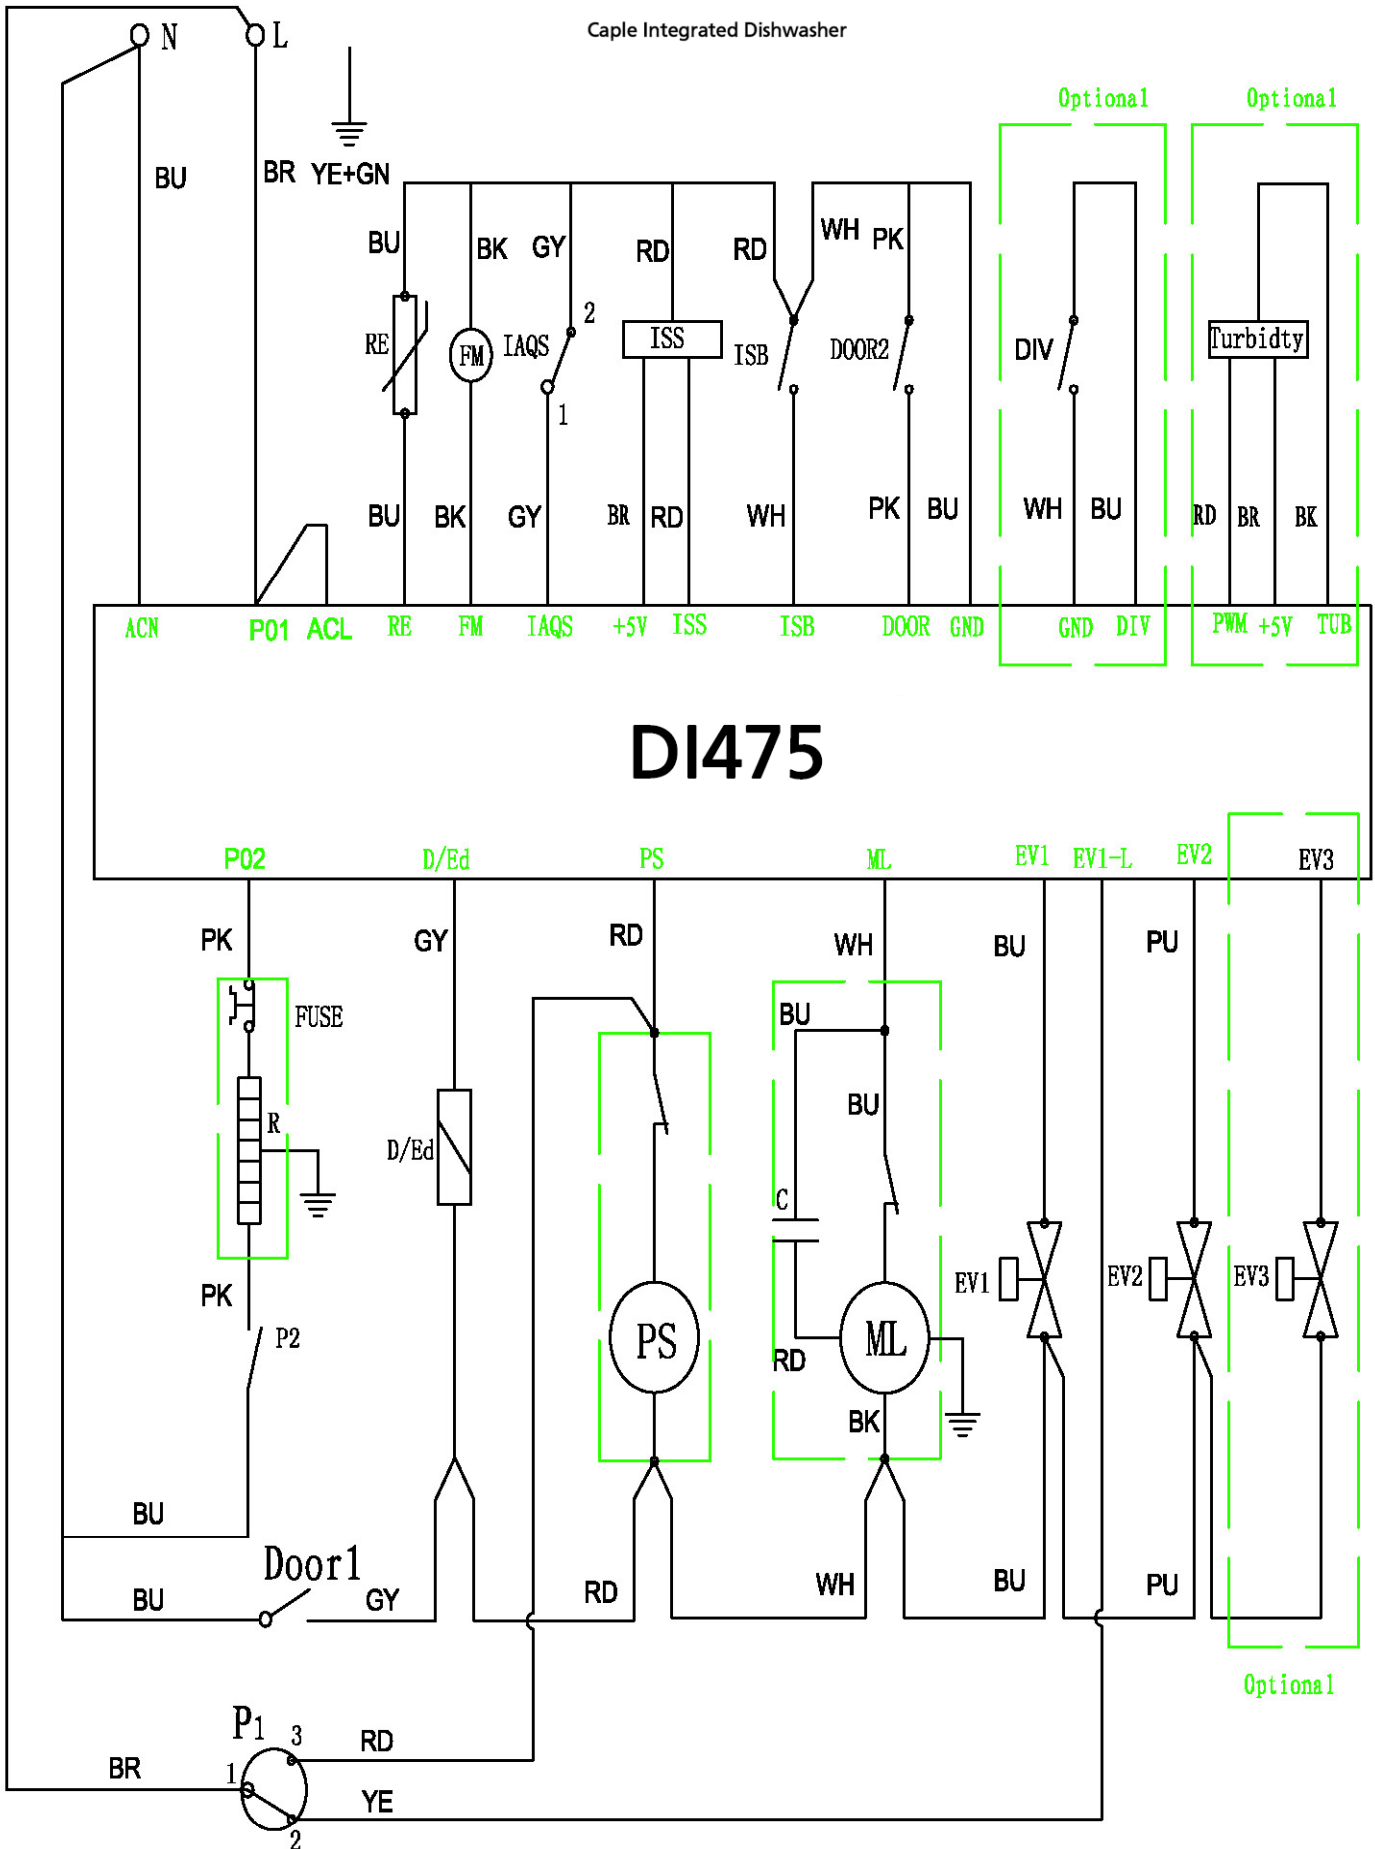 Caple Integrated Dishwasher
N L
Optional Optional
BU BR YE+GN
BU BK GY RD RD WH PK
RE FM IAQS 2 ISS ISB DOOR2 DIV Turbidty
1
BU BK GY BR RD WH PK BU WH BU RD BR BK
ACN P01 ACL RE FM IAQS +5V ISS ISB DOOR GND GND DIV PWM +5V TUB
DI475
P02 D/Ed PS ML EV1 EV1-L EV2 EV3
PK GY RD WH BU PU
FUSE BU
R D/Ed BU
C
PK P2 PS RD ML EV1 EV2 EV3
BK
BU
Door1
BU GY RD WH BU PU
Optional
P1 3 RD
BR 1
YE
2